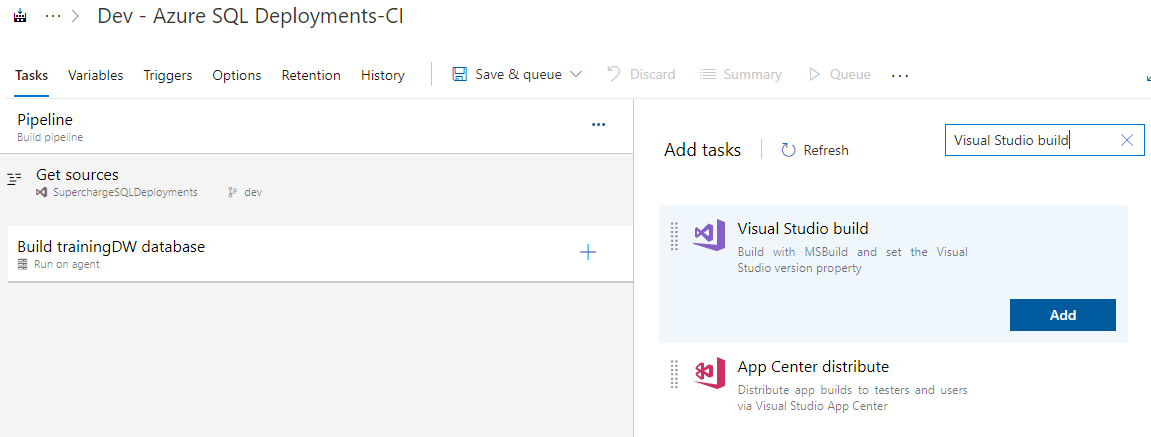 ... > Dev - Azure SQL Deployments-CI
Tasks Variables Triggers Options Retention History Save & queue Discard Summary Queue ...
Pipeline ...
Build pipeline
Get sources
SuperchargeSQLDeployments dev
Build trainingDW database
Run on agent
Add tasks Refresh Visual Studio build
Visual Studio build
Build with MSBuild and set the Visual
Studio version property
Add
App Center distribute
Distribute app builds to testers and users
via Visual Studio App Center